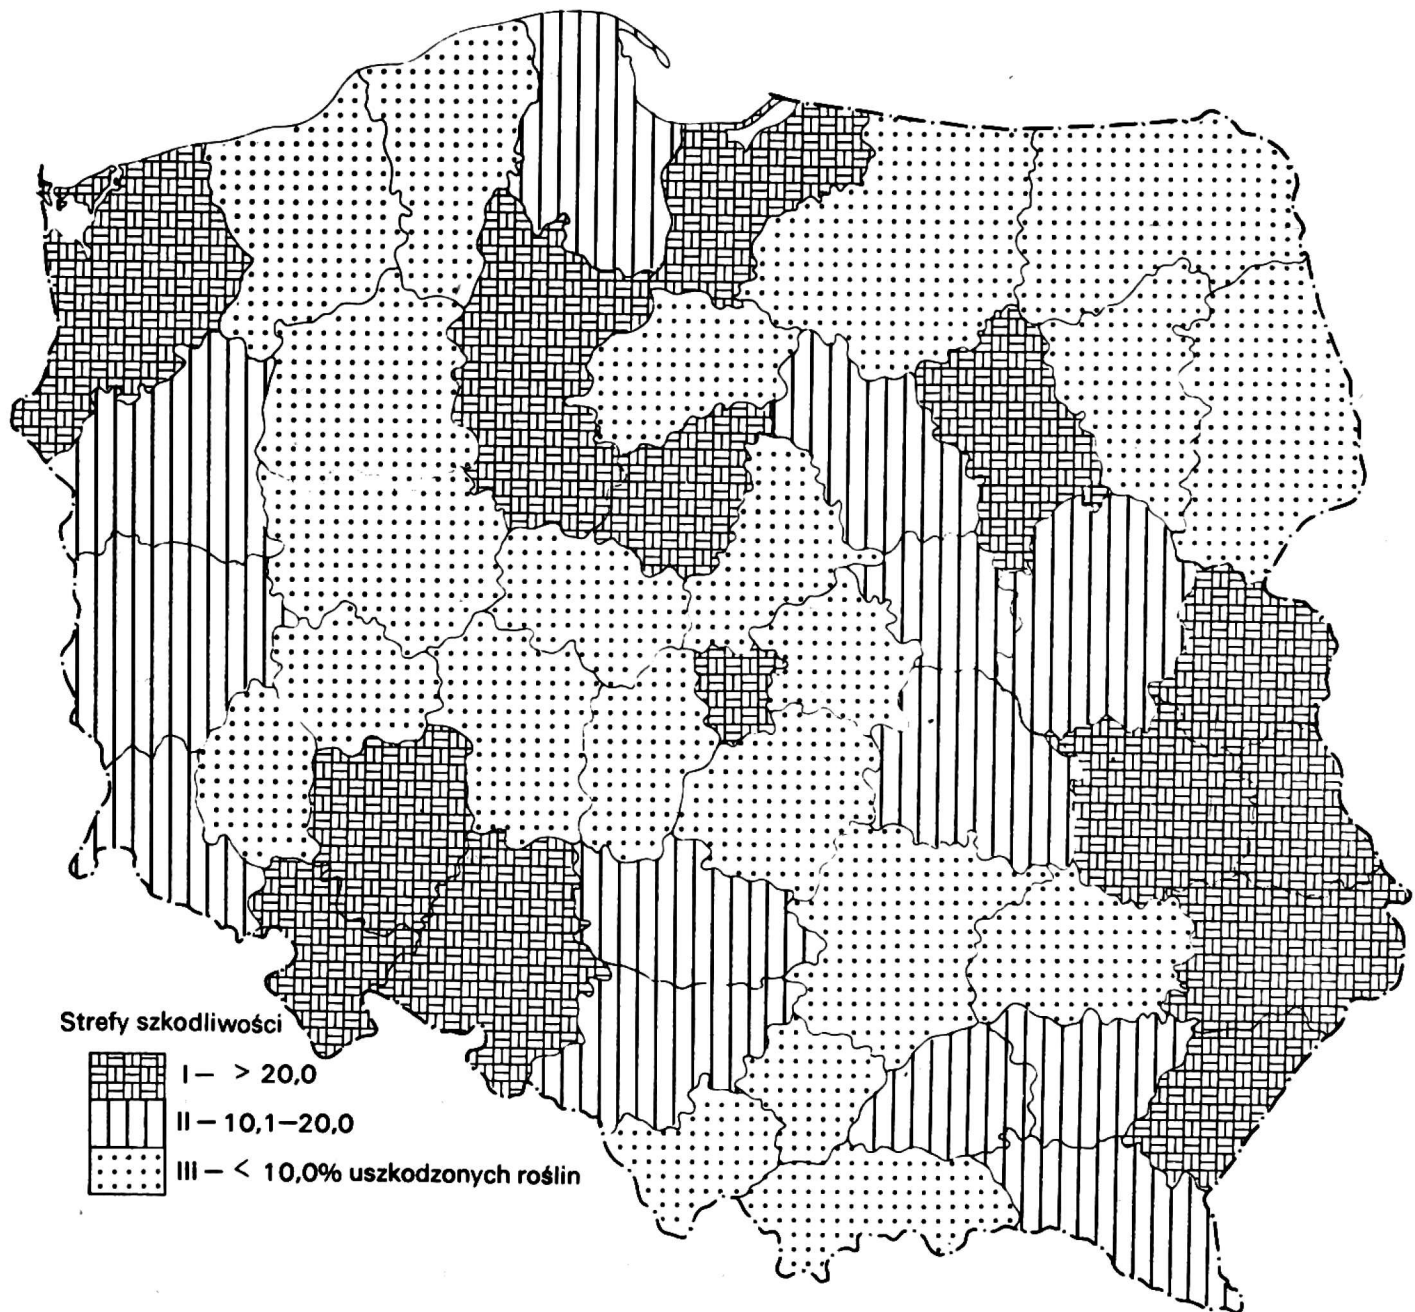 Strefy szkodliwości
I – > 20,0
II – 10,1–20,0
III – < 10,0% uszkodzonych roślin